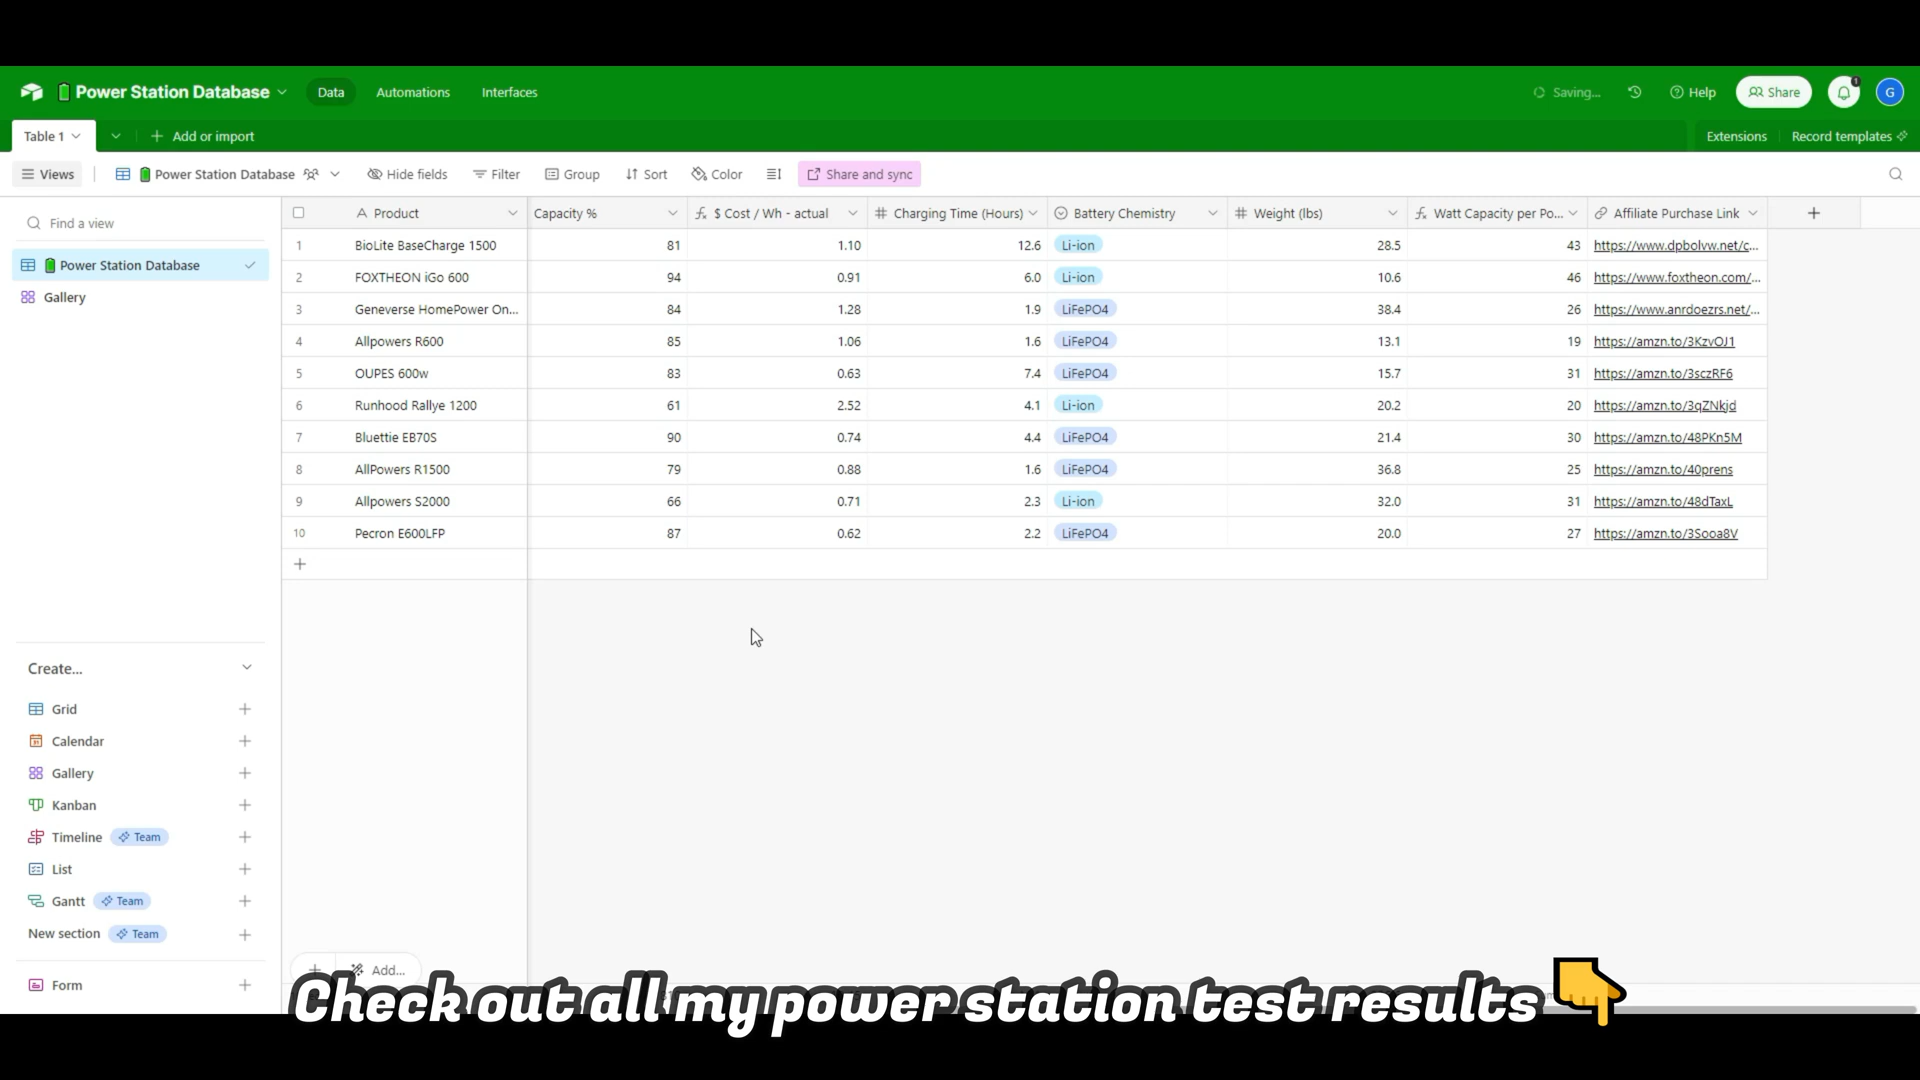 Power Station Database Data Automations Interfaces Saving... Help Share 1 G
Table 1 Add or import Extensions Record templates
Views Power Station Database Hide fields Filter Group Sort Color Share and sync
Find a view
Power Station Database
Gallery
Product Capacity % $ Cost / Wh - actual Charging Time (Hours) Battery Chemistry Weight (lbs) Watt Capacity per Po... Affiliate Purchase Link
1 BioLite BaseCharge 1500 81 1.10 12.6 Li-ion 28.5 43 https://www.dpbolvw.net/c...
2 FOXTHEON iGo 600 94 0.91 6.0 Li-ion 10.6 46 https://www.foxtheon.com/...
3 Geneverse HomePower On... 84 1.28 1.9 LiFePO4 38.4 26 https://www.anrdoezrs.net/...
4 Allpowers R600 85 1.06 1.6 LiFePO4 13.1 19 https://amzn.to/3KzvOJ1
5 OUPES 600w 83 0.63 7.4 LiFePO4 15.7 31 https://amzn.to/3sczRF6
6 Runhood Rallye 1200 61 2.52 4.1 Li-ion 20.2 20 https://amzn.to/3qZNkjd
7 Bluettie EB70S 90 0.74 4.4 LiFePO4 21.4 30 https://amzn.to/48PKn5M
8 AllPowers R1500 79 0.88 1.6 LiFePO4 36.8 25 https://amzn.to/40prens
9 Allpowers S2000 66 0.71 2.3 Li-ion 32.0 31 https://amzn.to/48dTaxL
10 Pecron E600LFP 87 0.62 2.2 LiFePO4 20.0 27 https://amzn.to/3Sooa8V
Create...
Grid
Calendar
Gallery
Kanban
Timeline Team
List
Gantt Team
New section Team
Form
Add...
Check out all my power station test results